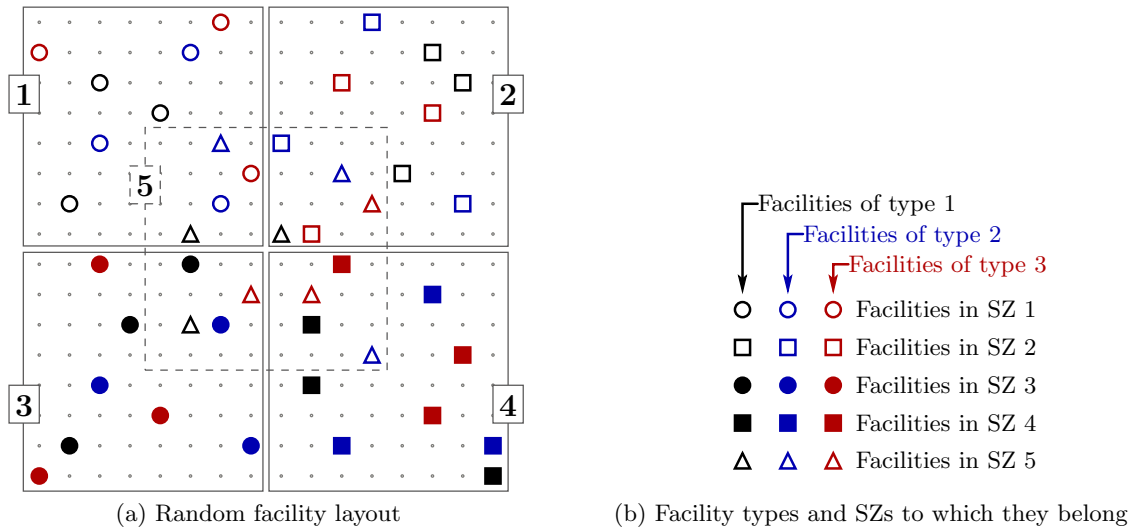 1
2
5
3
4
(a) Random facility layout
Facilities of type 1
Facilities of type 2
Facilities of type 3
Facilities in SZ 1
Facilities in SZ 2
Facilities in SZ 3
Facilities in SZ 4
Facilities in SZ 5
(b) Facility types and SZs to which they belong